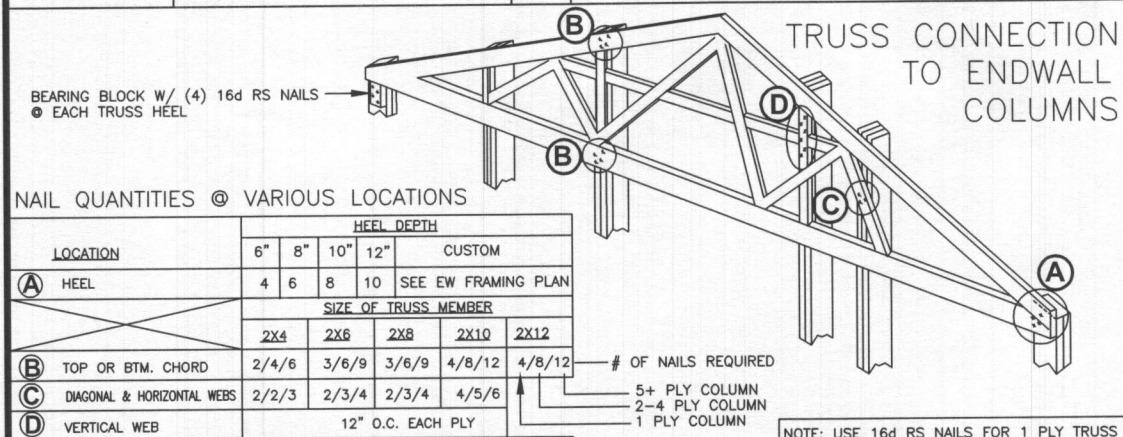 TRUSS CONNECTION
TO ENDWALL
COLUMNS
B
BEARING BLOCK W/ (4) 16d RS NAILS
@ EACH TRUSS HEEL
D
B
C
A
NAIL QUANTITIES @ VARIOUS LOCATIONS
HEEL DEPTH
LOCATION 6" 8" 10" 12" CUSTOM
A HEEL 4 6 8 10 SEE EW FRAMING PLAN
SIZE OF TRUSS MEMBER
2X4 2X6 2X8 2X10 2X12
B TOP OR BTM. CHORD 2/4/6 3/6/9 3/6/9 4/8/12 4/8/12 # OF NAILS REQUIRED
C DIAGONAL & HORIZONTAL WEBS 2/2/3 2/3/4 2/3/4 4/5/6
5+ PLY COLUMN
2-4 PLY COLUMN
1 PLY COLUMN
D VERTICAL WEB 12" O.C. EACH PLY
NOTE: USE 16d RS NAILS FOR 1 PLY TRUSS